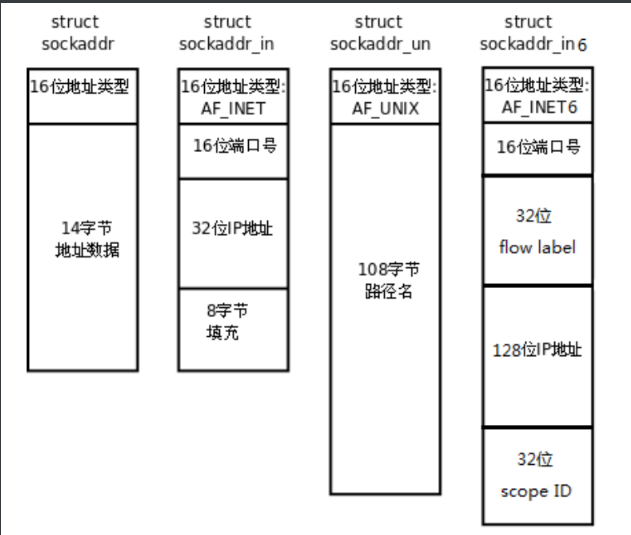 struct
sockaddr
16位地址类型
14字节
地址数据
struct
sockaddr_in
16位地址类型:
AF_INET
16位端口号
32位IP地址
8字节
填充
struct
sockaddr_un
16位地址类型:
AF_UNIX
108字节
路径名
struct
sockaddr_in6
16位地址类型:
AF_INET6
16位端口号
32位
flow label
128位IP地址
32位
scope ID